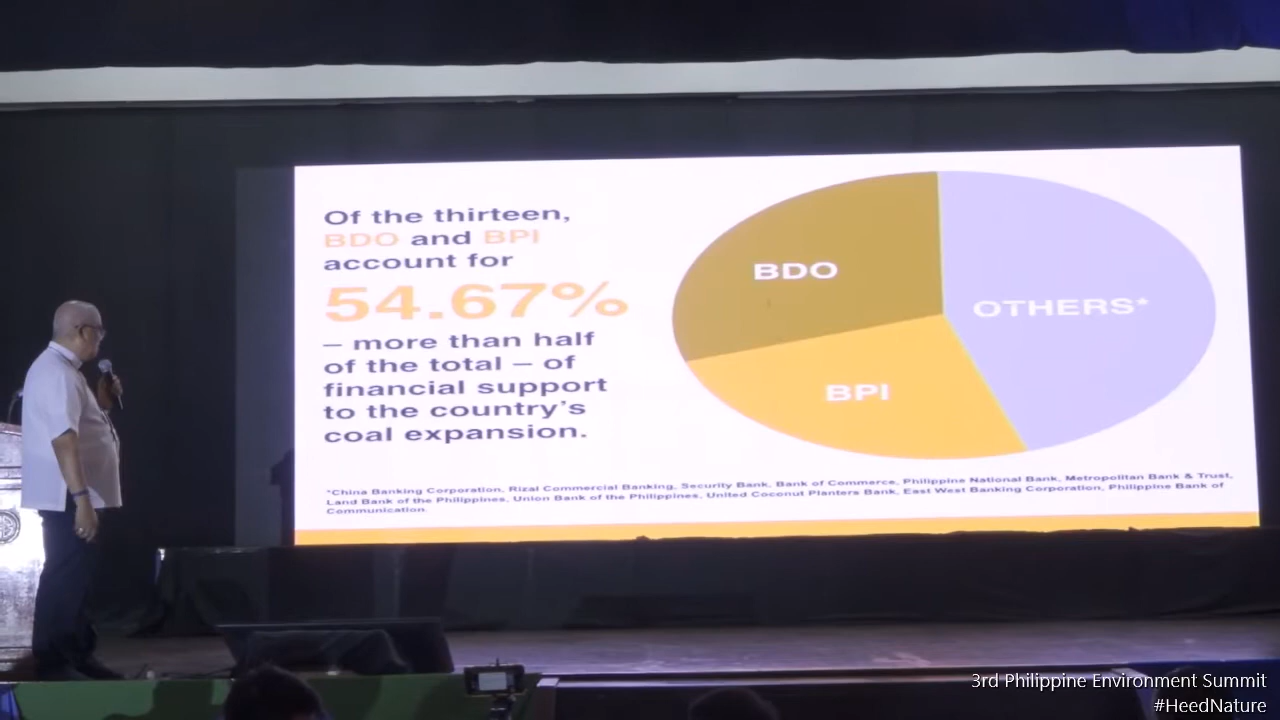 Of the thirteen,
BDO and BPI
account for
54.67%
– more than half
of the total – of
financial support
to the country's
coal expansion.
BDO
OTHERS*
BPI
*China Banking Corporation, Rizal Commercial Banking, Security Bank, Bank of Commerce, Philippine National Bank, Metropolitan Bank & Trust,
Land Bank of the Philippines, Union Bank of the Philippines, United Coconut Planters Bank, East West Banking Corporation, Philippine Bank of
Communication
3rd Philippine Environment Summit
#HeedNature